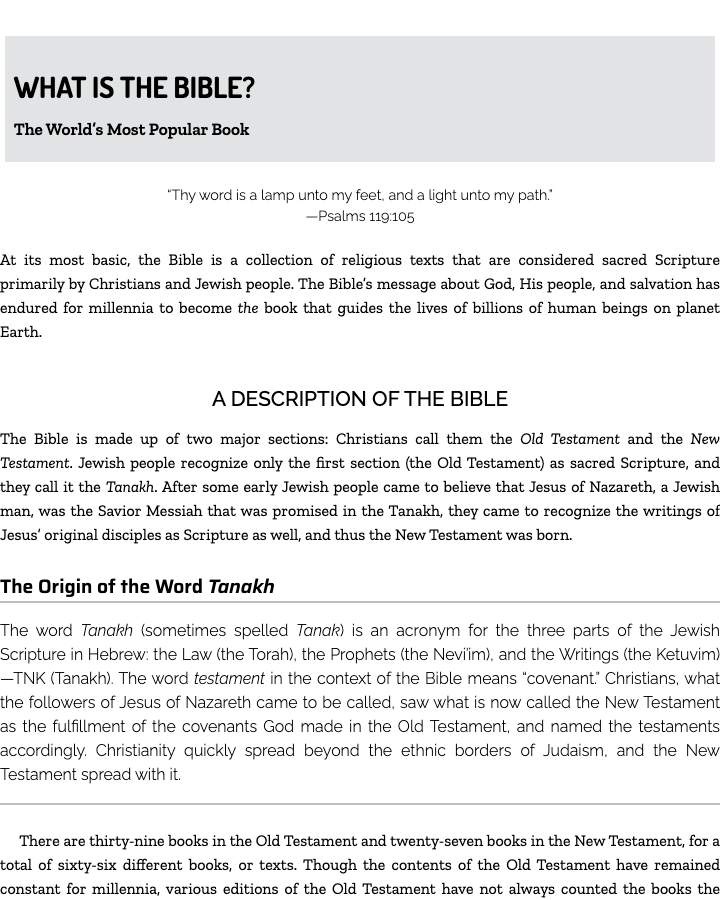 WHAT IS THE BIBLE?
The World’s Most Popular Book
“Thy word is a lamp unto my feet, and a light unto my path.”
—Psalms 119:105
At its most basic, the Bible is a collection of religious texts that are considered sacred Scripture
primarily by Christians and Jewish people. The Bible’s message about God, His people, and salvation has
endured for millennia to become the book that guides the lives of billions of human beings on planet
Earth.
A DESCRIPTION OF THE BIBLE
The Bible is made up of two major sections: Christians call them the Old Testament and the New
Testament. Jewish people recognize only the first section (the Old Testament) as sacred Scripture, and
they call it the Tanakh. After some early Jewish people came to believe that Jesus of Nazareth, a Jewish
man, was the Savior Messiah that was promised in the Tanakh, they came to recognize the writings of
Jesus’ original disciples as Scripture as well, and thus the New Testament was born.
The Origin of the Word Tanakh
The word Tanakh (sometimes spelled Tanak) is an acronym for the three parts of the Jewish
Scripture in Hebrew: the Law (the Torah), the Prophets (the Nevi’im), and the Writings (the Ketuvim)
—TNK (Tanakh). The word testament in the context of the Bible means “covenant.” Christians, what
the followers of Jesus of Nazareth came to be called, saw what is now called the New Testament
as the fulfillment of the covenants God made in the Old Testament, and named the testaments
accordingly. Christianity quickly spread beyond the ethnic borders of Judaism, and the New
Testament spread with it.
There are thirty-nine books in the Old Testament and twenty-seven books in the New Testament, for a
total of sixty-six different books, or texts. Though the contents of the Old Testament have remained
constant for millennia, various editions of the Old Testament have not always counted the books the